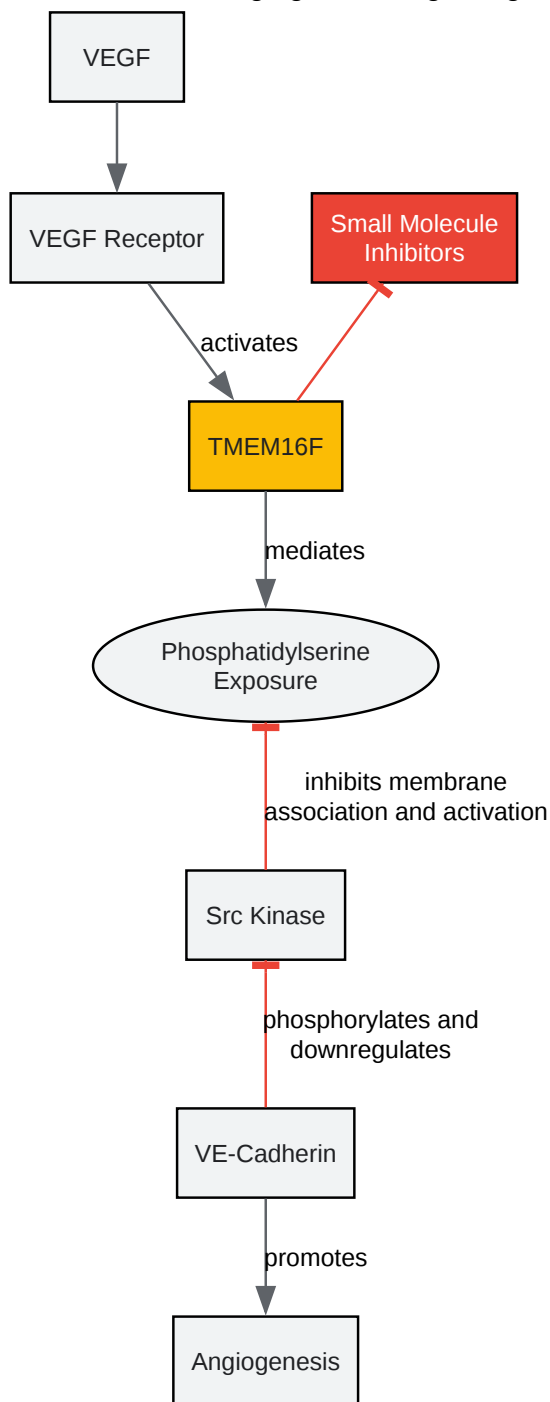 VEGF
VEGF Receptor
Small Molecule
Inhibitors
activates
TMEM16F
mediates
Phosphatidylserine
Exposure
inhibits membrane
association and activation
Src Kinase
phosphorylates and
downregulates
VE-Cadherin
promotes
Angiogenesis